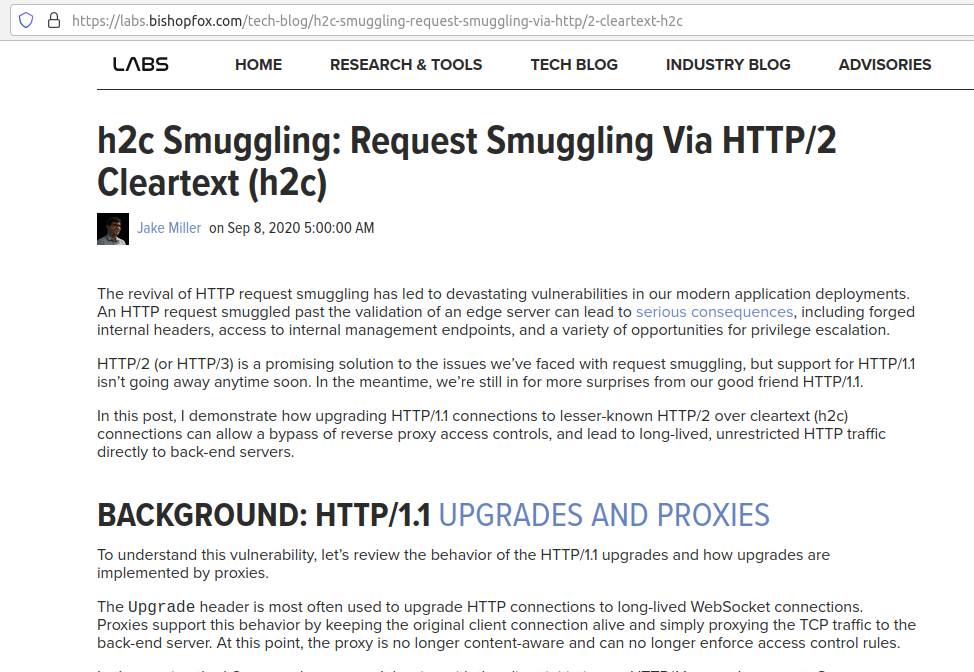 https://labs.bishopfox.com/tech-blog/h2c-smuggling-request-smuggling-via-http/2-cleartext-h2c
LABS HOME RESEARCH & TOOLS TECH BLOG INDUSTRY BLOG ADVISORIES
h2c Smuggling: Request Smuggling Via HTTP/2
Cleartext (h2c)
Jake Miller on Sep 8, 2020 5:00:00 AM
The revival of HTTP request smuggling has led to devastating vulnerabilities in our modern application deployments.
An HTTP request smuggled past the validation of an edge server can lead to serious consequences, including forged
internal headers, access to internal management endpoints, and a variety of opportunities for privilege escalation.
HTTP/2 (or HTTP/3) is a promising solution to the issues we’ve faced with request smuggling, but support for HTTP/1.1
isn’t going away anytime soon. In the meantime, we’re still in for more surprises from our good friend HTTP/1.1.
In this post, I demonstrate how upgrading HTTP/1.1 connections to lesser-known HTTP/2 over cleartext (h2c)
connections can allow a bypass of reverse proxy access controls, and lead to long-lived, unrestricted HTTP traffic
directly to back-end servers.
BACKGROUND: HTTP/1.1 UPGRADES AND PROXIES
To understand this vulnerability, let’s review the behavior of the HTTP/1.1 upgrades and how upgrades are
implemented by proxies.
The Upgrade header is most often used to upgrade HTTP connections to long-lived WebSocket connections.
Proxies support this behavior by keeping the original client connection alive and simply proxying the TCP traffic to the
back-end server. At this point, the proxy is no longer content-aware and can no longer enforce access control rules.